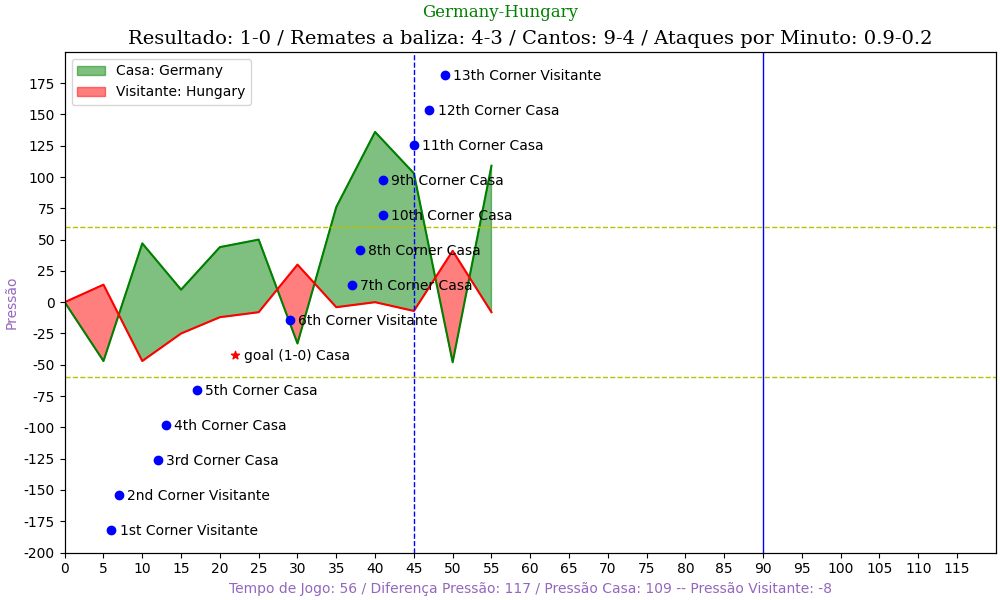 Germany-Hungary
Resultado: 1-0 / Remates a baliza: 4-3 / Cantos: 9-4 / Ataques por Minuto: 0.9-0.2
Casa: Germany
Visitante: Hungary
13th Corner Visitante
12th Corner Casa
11th Corner Casa
9th Corner Casa
10th Corner Casa
8th Corner Casa
7th Corner Casa
6th Corner Visitante
goal (1-0) Casa
5th Corner Casa
4th Corner Casa
3rd Corner Casa
2nd Corner Visitante
1st Corner Visitante
Pressão
175
150
125
100
75
50
25
0
-25
-50
-75
-100
-125
-150
-175
-200
0 5 10 15 20 25 30 35 40 45 50 55 60 65 70 75 80 85 90 95 100 105 110 115
Tempo de Jogo: 56 / Diferença Pressão: 117 / Pressão Casa: 109 -- Pressão Visitante: -8